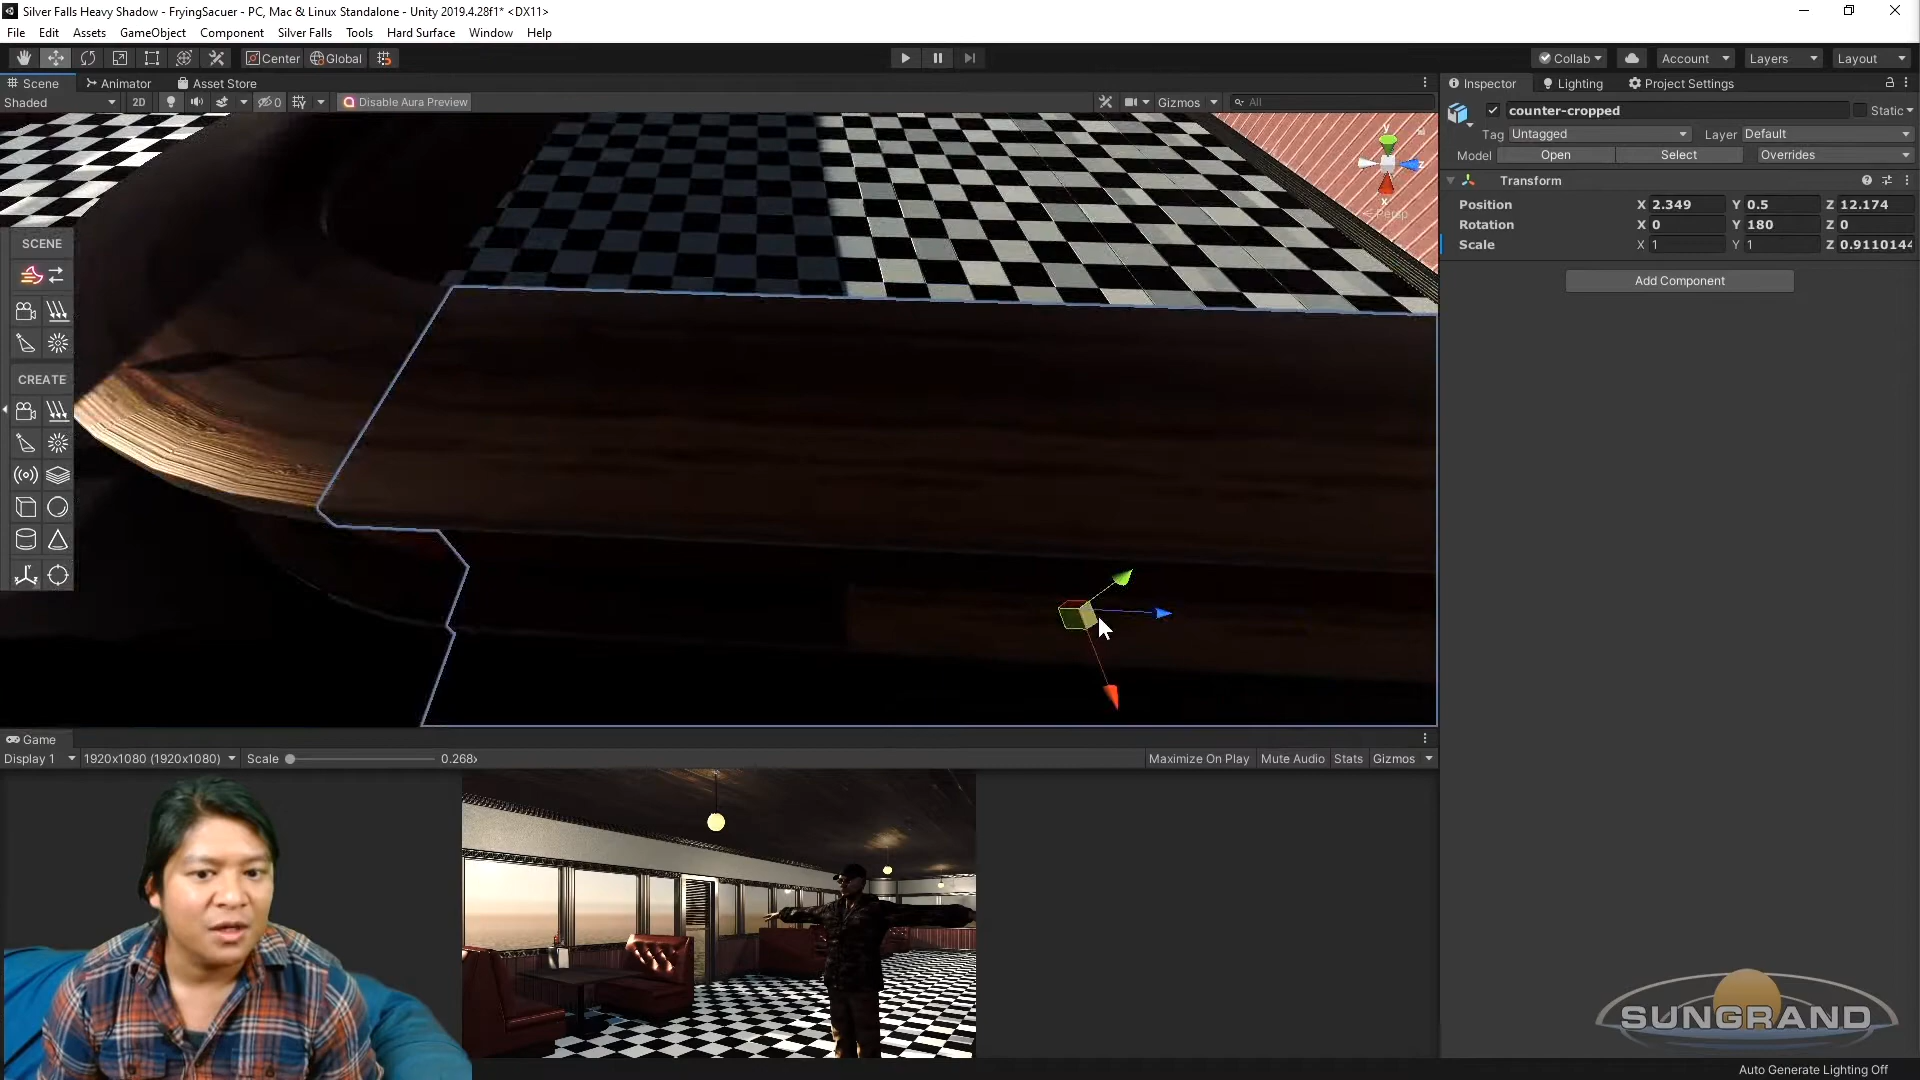 Silver Falls Heavy Shadow - FryingSacuer - PC, Mac & Linux Standalone - Unity 2019.4.28f1* <DX11>
File Edit Assets GameObject Component Silver Falls Tools Hard Surface Window Help
Center Global Collab Account Layers Layout
Scene Animator Asset Store Inspector Lighting Project Settings
Shaded 2D 0 Disable Aura Preview Gizmos All
counter-cropped Static
Tag Untagged Layer Default
Model Open Select Overrides
Transform
Position X 2.349 Y 0.5 Z 12.174
Rotation X 0 Y 180 Z 0
Scale X 1 Y 1 Z 0.9110144
Add Component
y
z
x
Persp
SCENE
CREATE
Game
Display 1 1920x1080 (1920x1080) Scale 0.268x Maximize On Play Mute Audio Stats Gizmos
SUNGRAND
Auto Generate Lighting Off